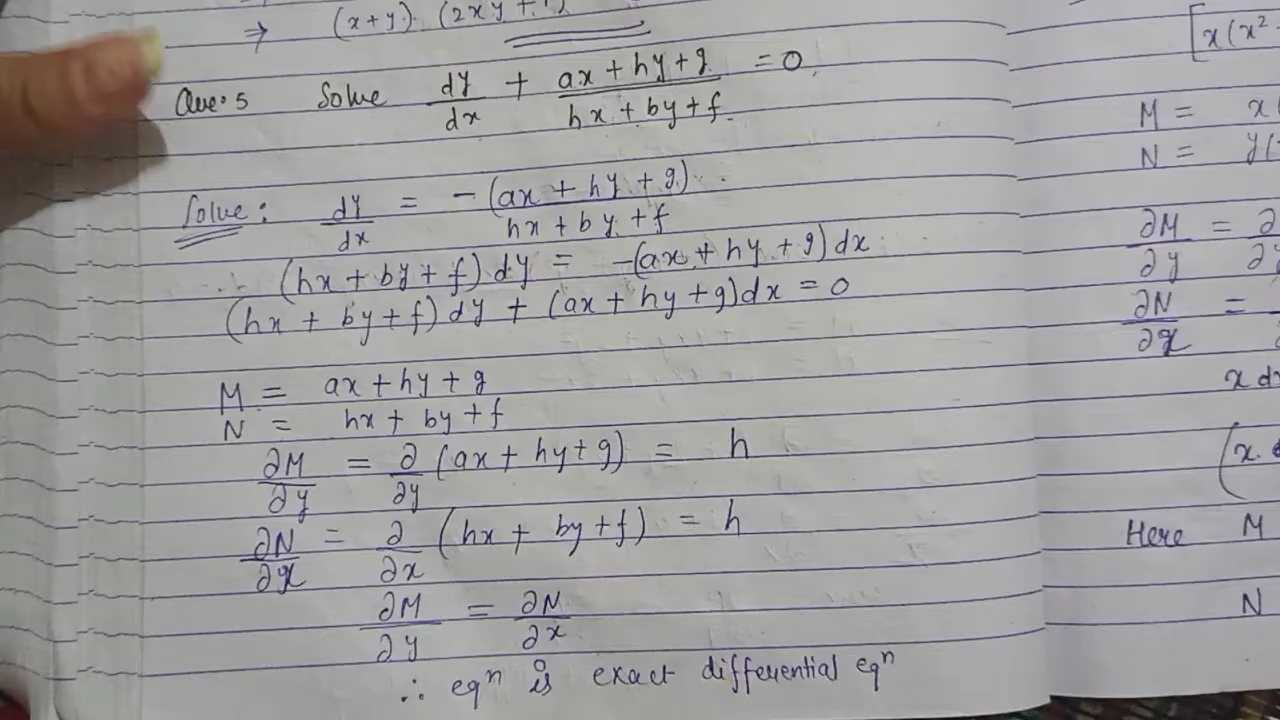 ⇒ (x+y). (2xy +
Que: 5 Solve dy/dx + (ax + hy + g)/(hx + by + f) = 0
Solve: dy/dx = -(ax + hy + g)/(hx + by + f)
(hx + by + f) dy = -(ax + hy + g) dx
(hx + by + f) dy + (ax + hy + g) dx = 0
M = ax + hy + g
N = hx + by + f
∂M/∂y = ∂/∂y (ax + hy + g) = h
∂N/∂x = ∂/∂x (hx + by + f) = h
∂M/∂y = ∂N/∂x
∴ eqⁿ is exact differential eqⁿ
[x(x²
M = x
N = y(
∂M/∂y = ∂
∂N/∂x =
x d
(x.
Here M
N